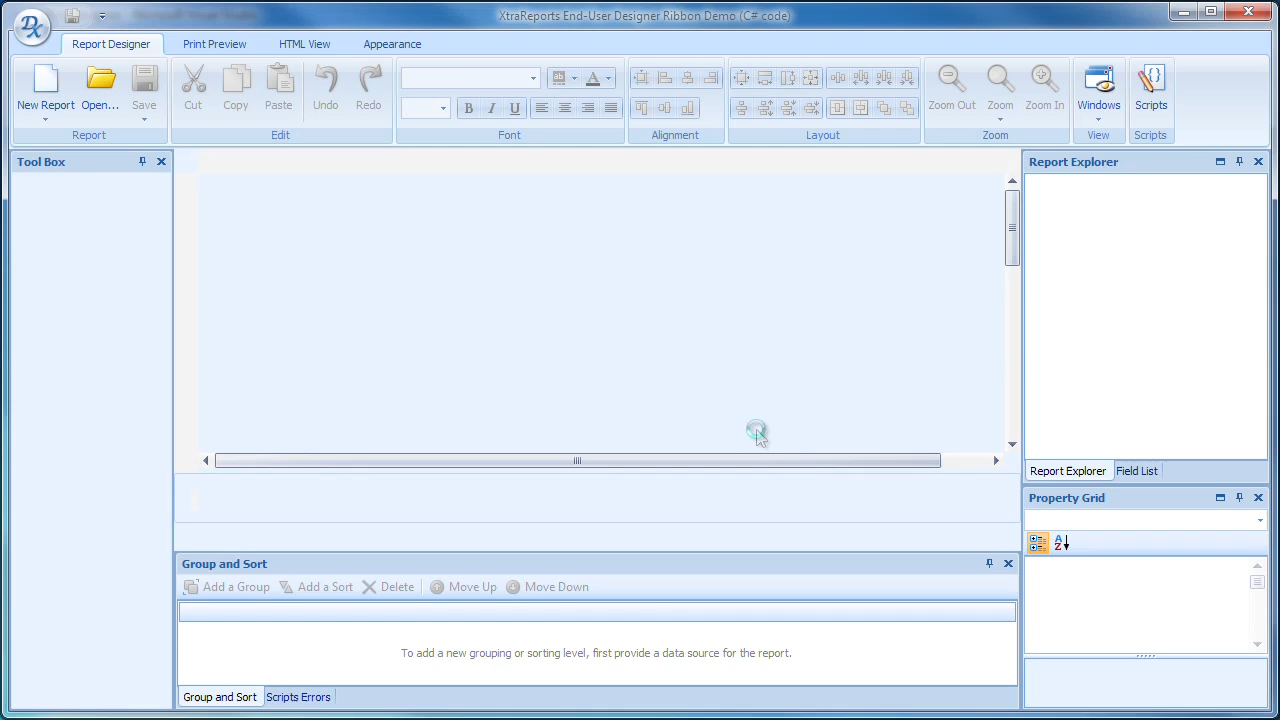 XtraReports End-User Designer Ribbon Demo (C# code)
DX
Report Designer Print Preview HTML View Appearance
New Report Open... Save Cut Copy Paste Undo Redo
B I U
Zoom Out Zoom Zoom In Windows Scripts
Report Edit Font Alignment Layout Zoom View Scripts
Tool Box
Report Explorer
Report Explorer Field List
Property Grid
Group and Sort
Add a Group Add a Sort Delete Move Up Move Down
To add a new grouping or sorting level, first provide a data source for the report.
Group and Sort Scripts Errors